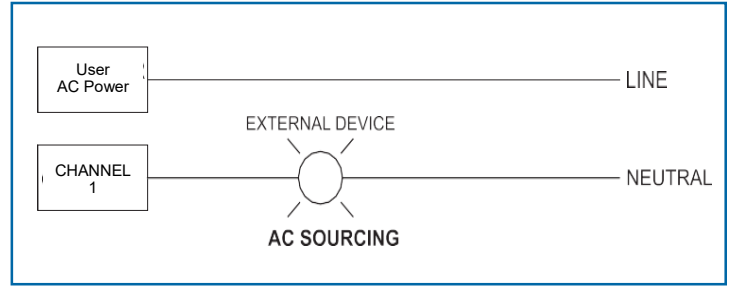 User
AC Power
LINE
EXTERNAL DEVICE
CHANNEL
1
NEUTRAL
AC SOURCING